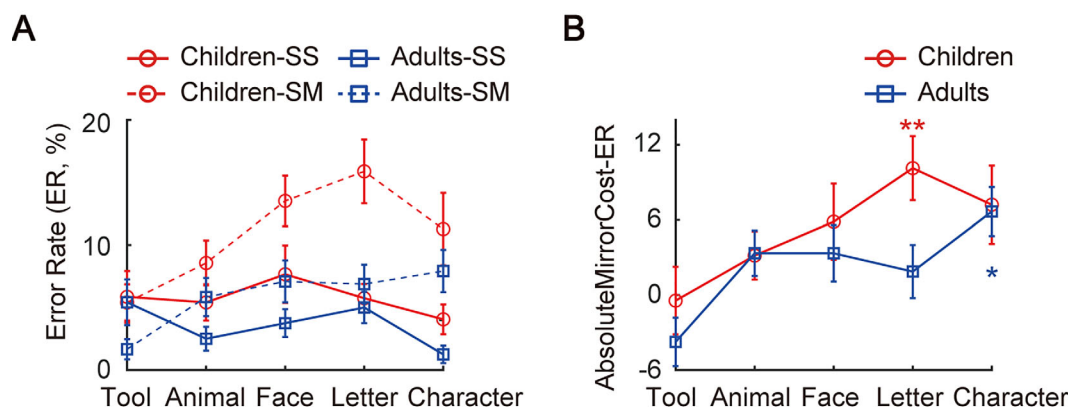 A
Children-SS
Adults-SS
Children-SM
Adults-SM
Error Rate (ER, %)
20
10
0
Tool Animal Face Letter Character
B
Children
Adults
AbsoluteMirrorCost-ER
12
6
0
-6
**
*
Tool Animal Face Letter Character